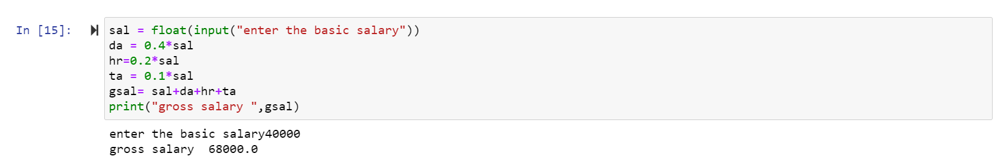 In [15]:
sal = float(input("enter the basic salary"))
da = 0.4*sal
hr=0.2*sal
ta = 0.1*sal
gsal= sal+da+hr+ta
print("gross salary ",gsal)
enter the basic salary40000
gross salary  68000.0